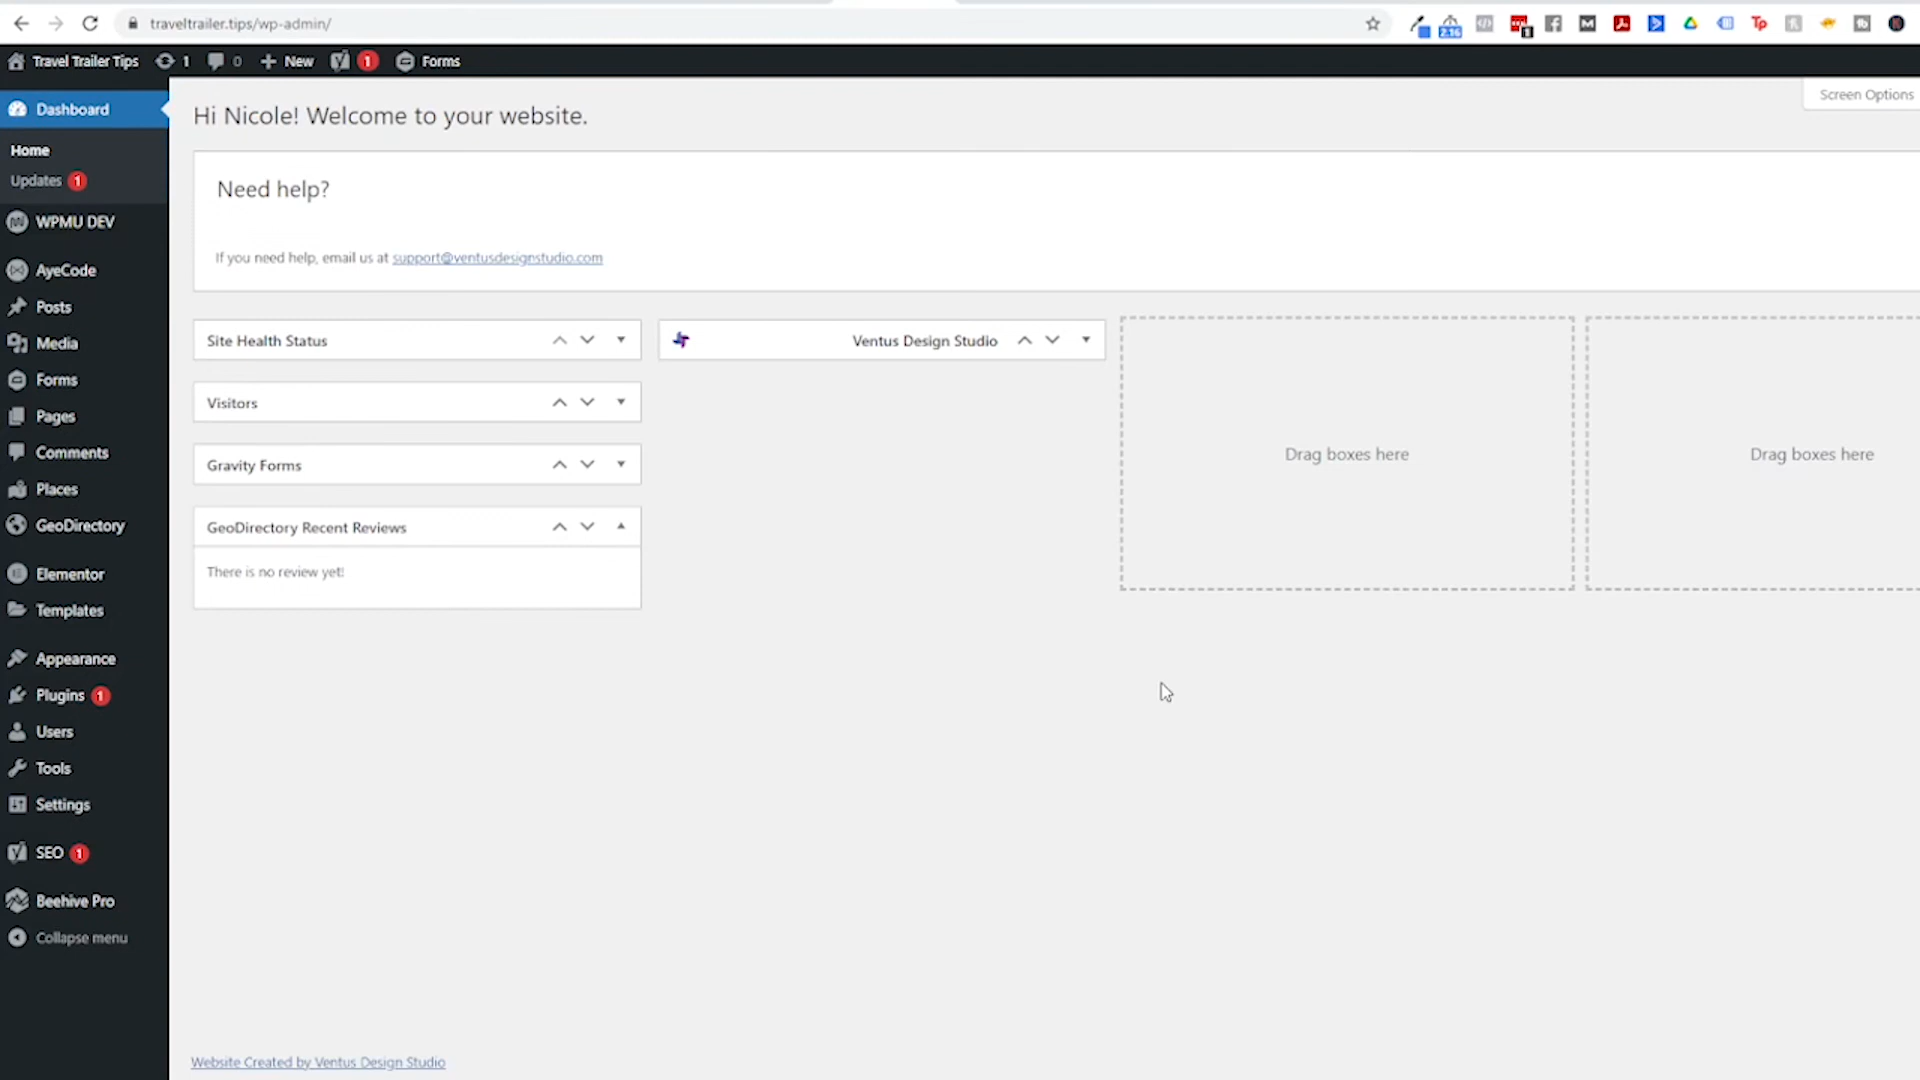 traveltrailer.tips/wp-admin/
2.16
1
Tp
Travel Trailer Tips 1 0 New 1 Forms
Dashboard
Home
Updates 1
WPMU DEV
AyeCode
Posts
Media
Forms
Pages
Comments
Places
GeoDirectory
Elementor
Templates
Appearance
Plugins 1
Users
Tools
Settings
SEO 1
Beehive Pro
Collapse menu
Screen Options
Hi Nicole! Welcome to your website.
Need help?
If you need help, email us at support@ventusdesignstudio.com
Site Health Status
Visitors
Gravity Forms
GeoDirectory Recent Reviews
There is no review yet!
Ventus Design Studio
Drag boxes here
Drag boxes here
Website Created by Ventus Design Studio